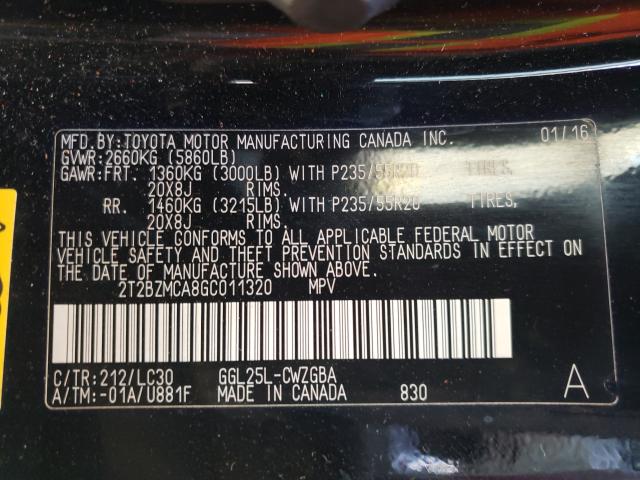 MFD.BY:TOYOTA MOTOR MANUFACTURING CANADA INC. 01/16
GVWR:2660KG (5860LB)
GAWR:FRT. 1360KG (3000LB) WITH P235/55R20 TIRES,
20X8J RIMS.
RR. 1460KG (3215LB) WITH P235/55R20 TIRES,
20X8J RIMS.
THIS VEHICLE CONFORMS TO ALL APPLICABLE FEDERAL MOTOR
VEHICLE SAFETY AND THEFT PREVENTION STANDARDS IN EFFECT ON
THE DATE OF MANUFACTURE SHOWN ABOVE.
2T2BZMCA8GC011320 MPV
C/TR:212/LC30 GGL25L-CWZGBA
A/TM:-01A/U881F MADE IN CANADA 830 A